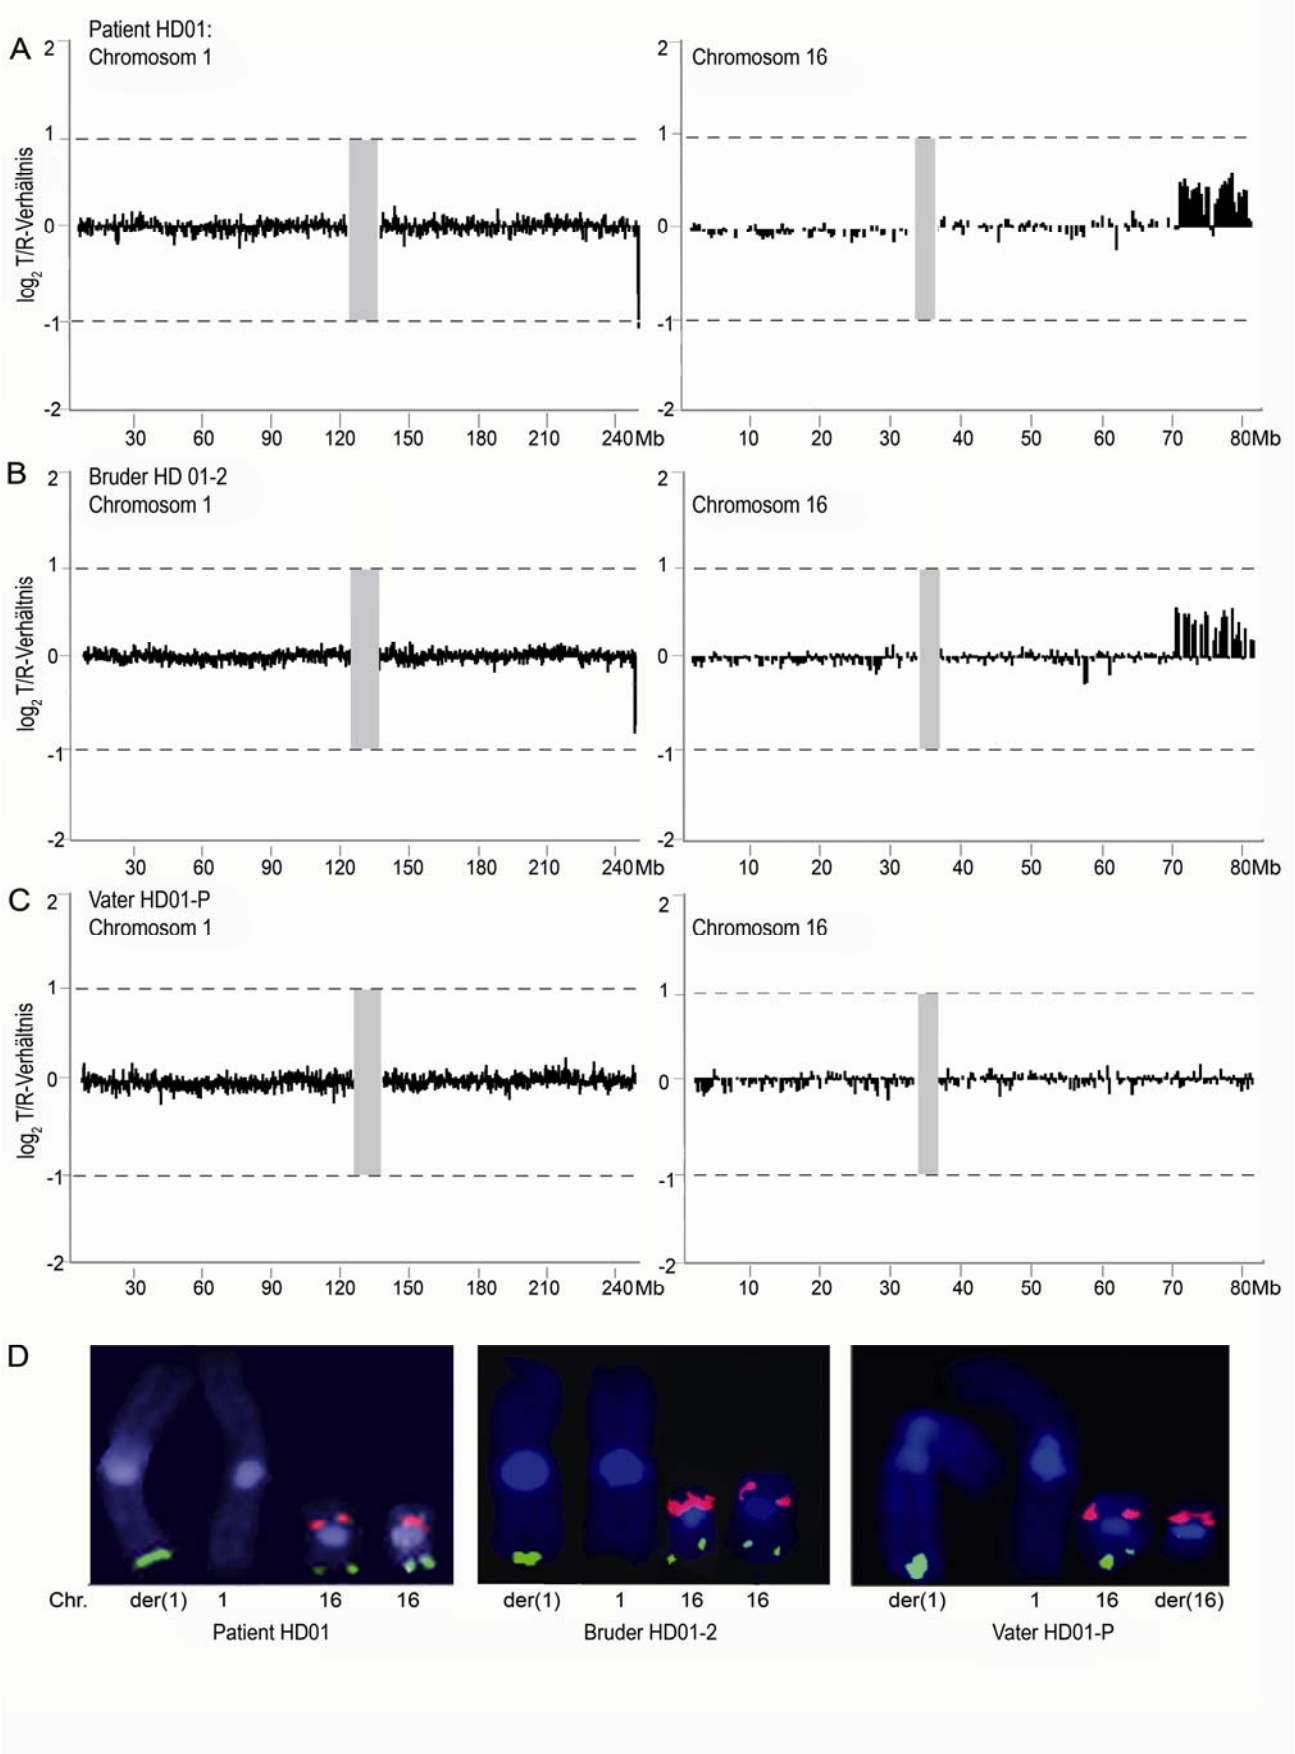 A
Patient HD01:
Chromosom 1
Chromosom 16
log2 T/R-Verhältnis
2
1
0
-1
-2
30 60 90 120 150 180 210 240Mb
2
1
0
-1
-2
10 20 30 40 50 60 70 80Mb
B
Bruder HD 01-2
Chromosom 1
Chromosom 16
log2 T/R-Verhältnis
2
1
0
-1
-2
30 60 90 120 150 180 210 240Mb
2
1
0
-1
-2
10 20 30 40 50 60 70 80Mb
C
Vater HD01-P
Chromosom 1
Chromosom 16
log2 T/R-Verhältnis
2
1
0
-1
-2
30 60 90 120 150 180 210 240Mb
2
1
0
-1
-2
10 20 30 40 50 60 70 80Mb
D
Chr. der(1) 1 16 16
Patient HD01
der(1) 1 16 16
Bruder HD01-2
der(1) 1 16 der(16)
Vater HD01-P